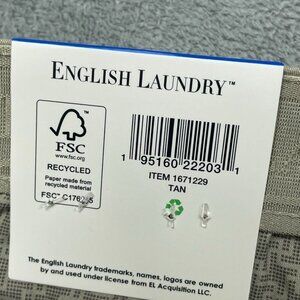 ENGLISH LAUNDRY™
FSC
www.fsc.org
RECYCLED
Paper made from
recycled material
1 95160 22203 1
ITEM 1671229
TAN
The English Laundry trademarks, names, logos are owned
by and used under license from EL Acquisition LLC.